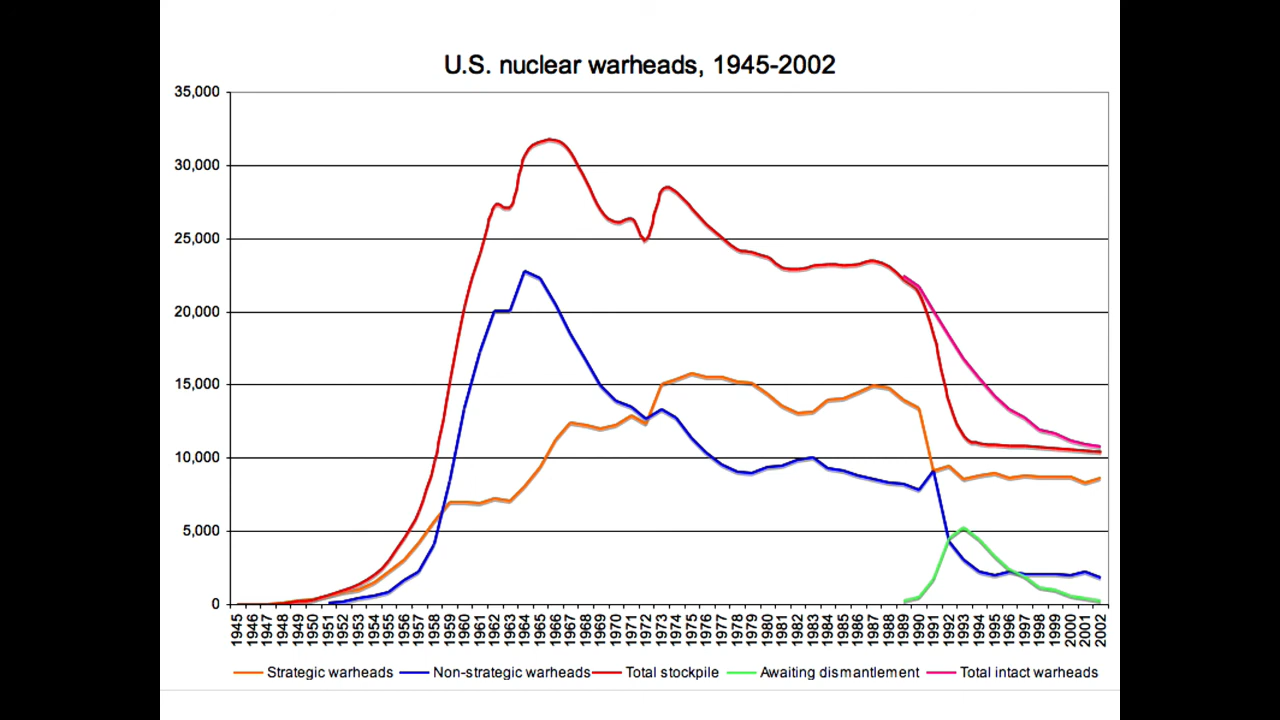 U.S. nuclear warheads, 1945-2002
35,000
30,000
25,000
20,000
15,000
10,000
5,000
0
1945 1946 1947 1948 1949 1950 1951 1952 1953 1954 1955 1956 1957 1958 1959 1960 1961 1962 1963 1964 1965 1966 1967 1968 1969 1970 1971 1972 1973 1974 1975 1976 1977 1978 1979 1980 1981 1982 1983 1984 1985 1986 1987 1988 1989 1990 1991 1992 1993 1994 1995 1996 1997 1998 1999 2000 2001 2002
Strategic warheads Non-strategic warheads Total stockpile Awaiting dismantlement Total intact warheads